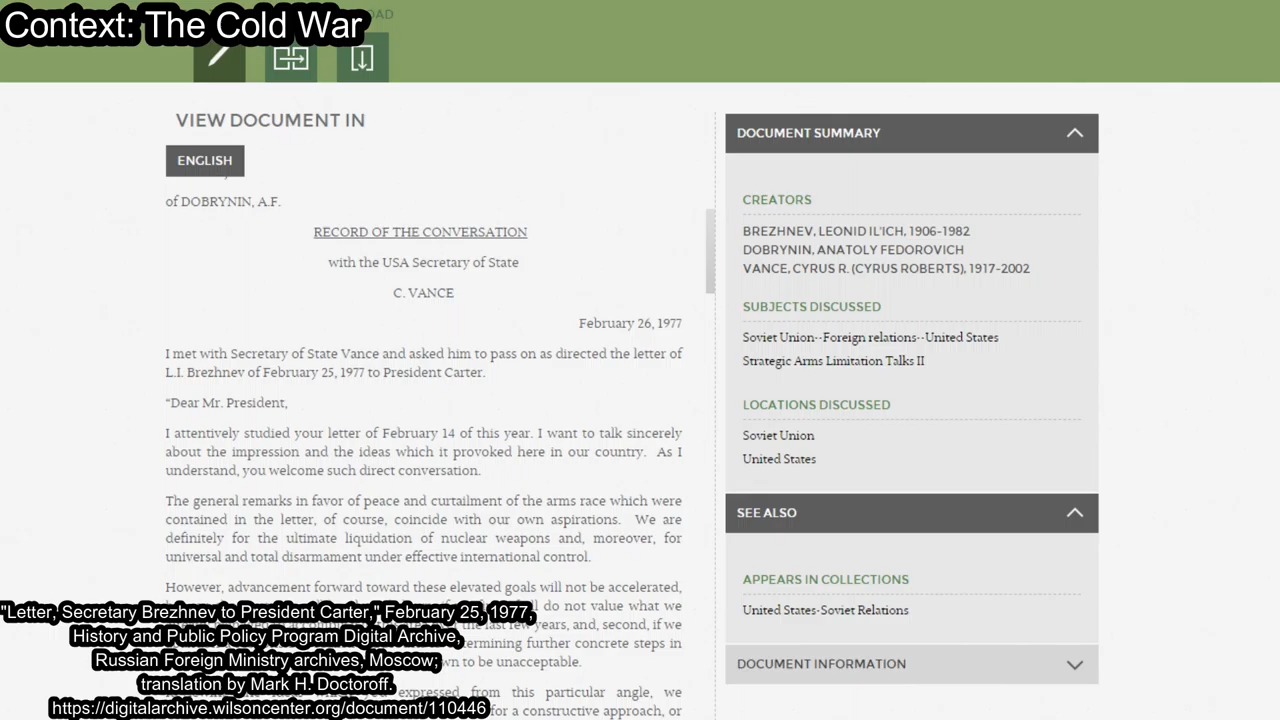 Context: The Cold War
OAD
VIEW DOCUMENT IN
ENGLISH
of DOBRYNIN, A.F.
RECORD OF THE CONVERSATION
with the USA Secretary of State
C. VANCE
February 26, 1977
I met with Secretary of State Vance and asked him to pass on as directed the letter of
L.I. Brezhnev of February 25, 1977 to President Carter.
“Dear Mr. President,
I attentively studied your letter of February 14 of this year. I want to talk sincerely
about the impression and the ideas which it provoked here in our country. As I
understand, you welcome such direct conversation.
The general remarks in favor of peace and curtailment of the arms race which were
contained in the letter, of course, coincide with our own aspirations. We are
definitely for the ultimate liquidation of nuclear weapons and, moreover, for
universal and total disarmament under effective international control.
However, advancement forward toward these elevated goals will not be accelerated,
do not value what we
the last few years, and, second, if we
termining further concrete steps in
wn to be unacceptable.
expressed from this particular angle, we
for a constructive approach, or
"Letter, Secretary Brezhnev to President Carter," February 25, 1977,
History and Public Policy Program Digital Archive,
Russian Foreign Ministry archives, Moscow;
translation by Mark H. Doctoroff.
https://digitalarchive.wilsoncenter.org/document/110446
DOCUMENT SUMMARY
CREATORS
BREZHNEV, LEONID IL'ICH, 1906-1982
DOBRYNIN, ANATOLY FEDOROVICH
VANCE, CYRUS R. (CYRUS ROBERTS), 1917-2002
SUBJECTS DISCUSSED
Soviet Union--Foreign relations--United States
Strategic Arms Limitation Talks II
LOCATIONS DISCUSSED
Soviet Union
United States
SEE ALSO
APPEARS IN COLLECTIONS
United States-Soviet Relations
DOCUMENT INFORMATION